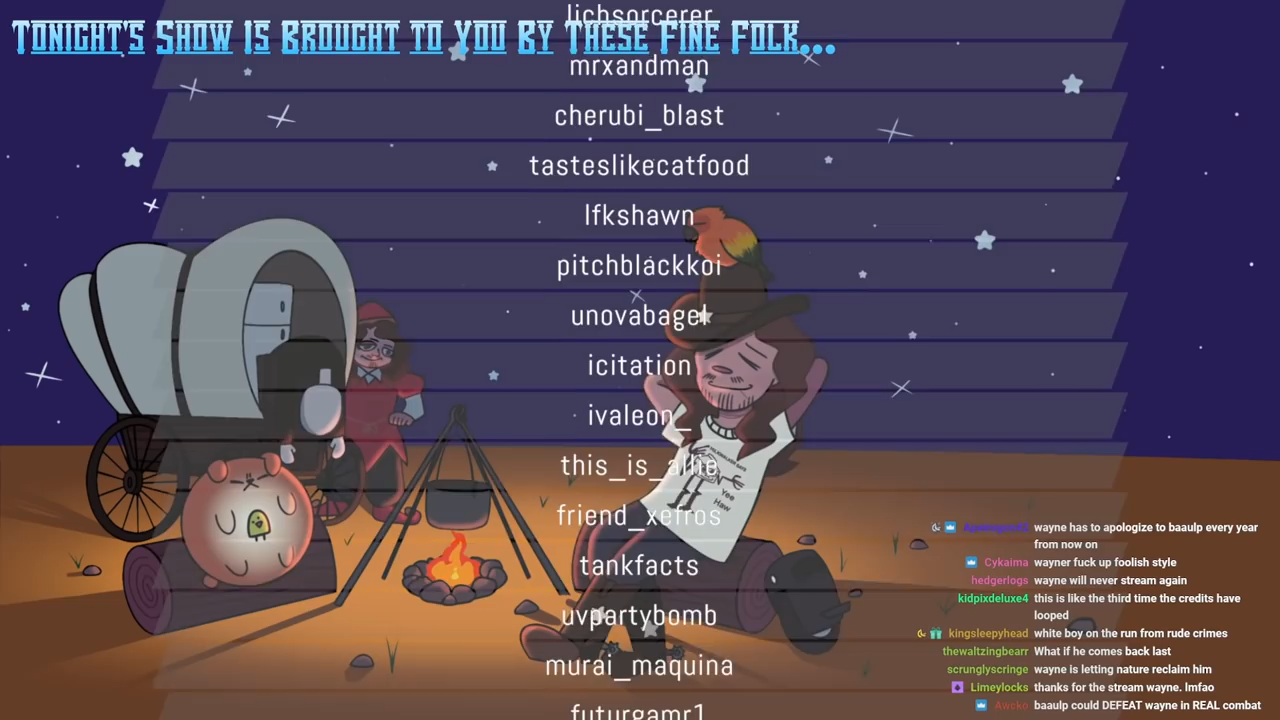 Tonight's Show Is Brought to You By These Fine Folk...
lichsorcerer
mrxandman
cherubi_blast
tasteslikecatfood
lfkshawn
pitchblackkoi
unovabagel
icitation
ivaleon_
this_is_allie
friend_xefros
tankfacts
uvpartybomb
murai_maquina
futurgamr1
Yee
Haw
wayne has to apologize to baaulp every year
from now on
Cykaima wayner fuck up foolish style
hedgerlogs wayne will never stream again
kidpixdeluxe4 this is like the third time the credits have
looped
kingsleepyhead white boy on the run from rude crimes
thewaltzingbearr What if he comes back last
scrunglyscringe wayne is letting nature reclaim him
Limeylocks thanks for the stream wayne. lmfao
Awcko baaulp could DEFEAT wayne in REAL combat